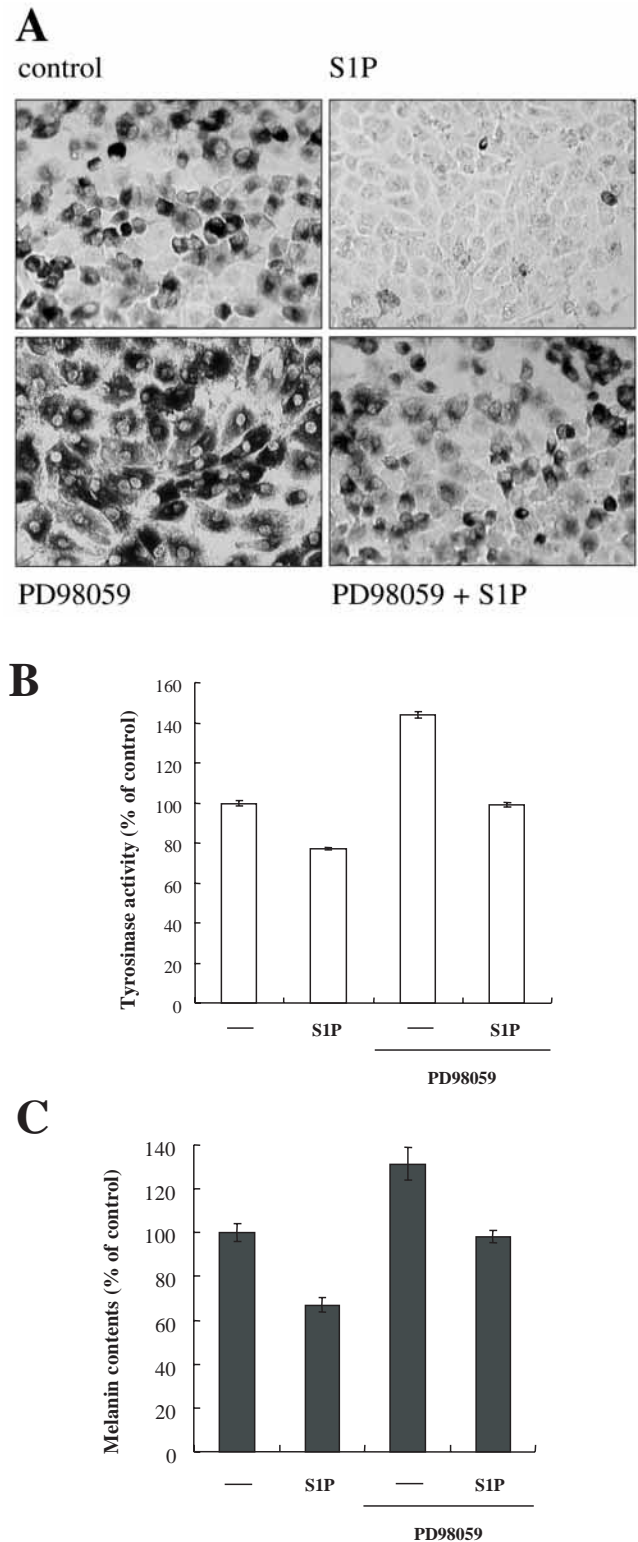 A
control S1P
PD98059 PD98059 + S1P
B
Tyrosinase activity (% of control)
160
140
120
100
80
60
40
20
0
— S1P — S1P
PD98059
C
Melanin contents (% of control)
140
120
100
80
60
40
20
0
— S1P — S1P
PD98059